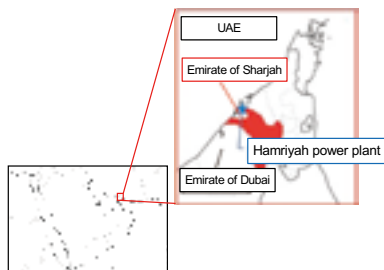 UAE
Emirate of Sharjah
Hamriyah power plant
Emirate of Dubai